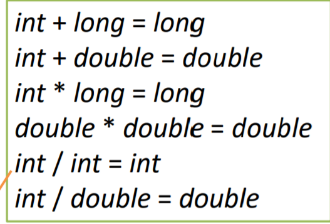 int + long = long
int + double = double
int * long = long
double * double = double
int / int = int
int / double = double